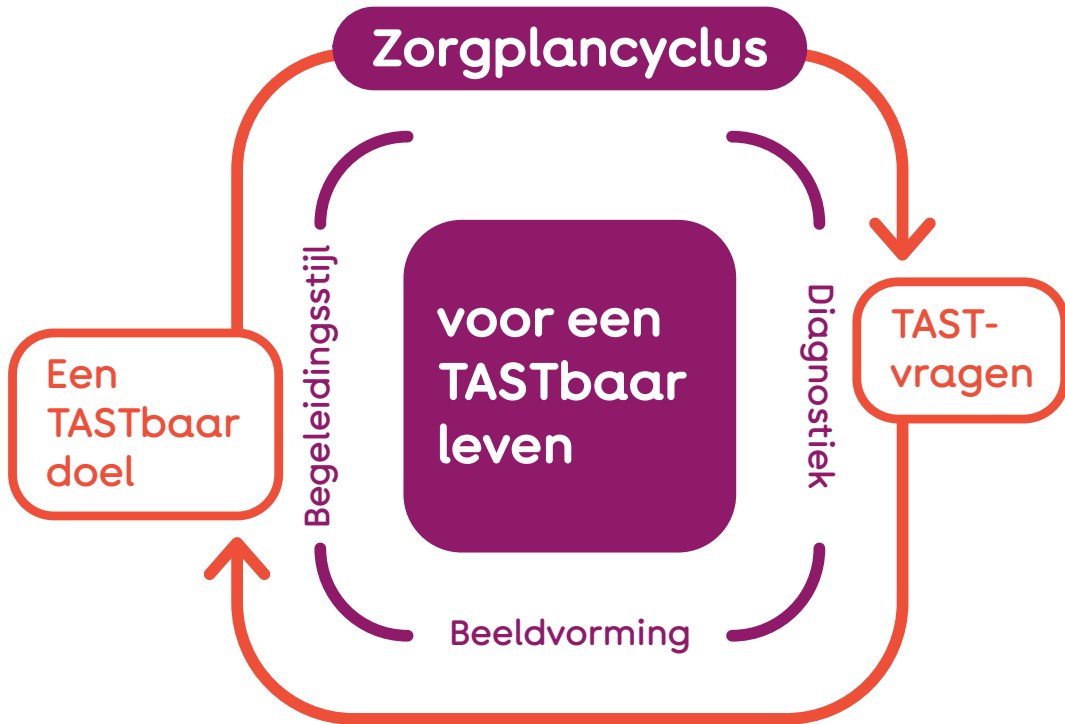 Zorgplancyclus
Begeleidingsstijl
voor een
TASTbaar
leven
Diagnostiek
TAST-
vragen
Een
TASTbaar
doel
Beeldvorming